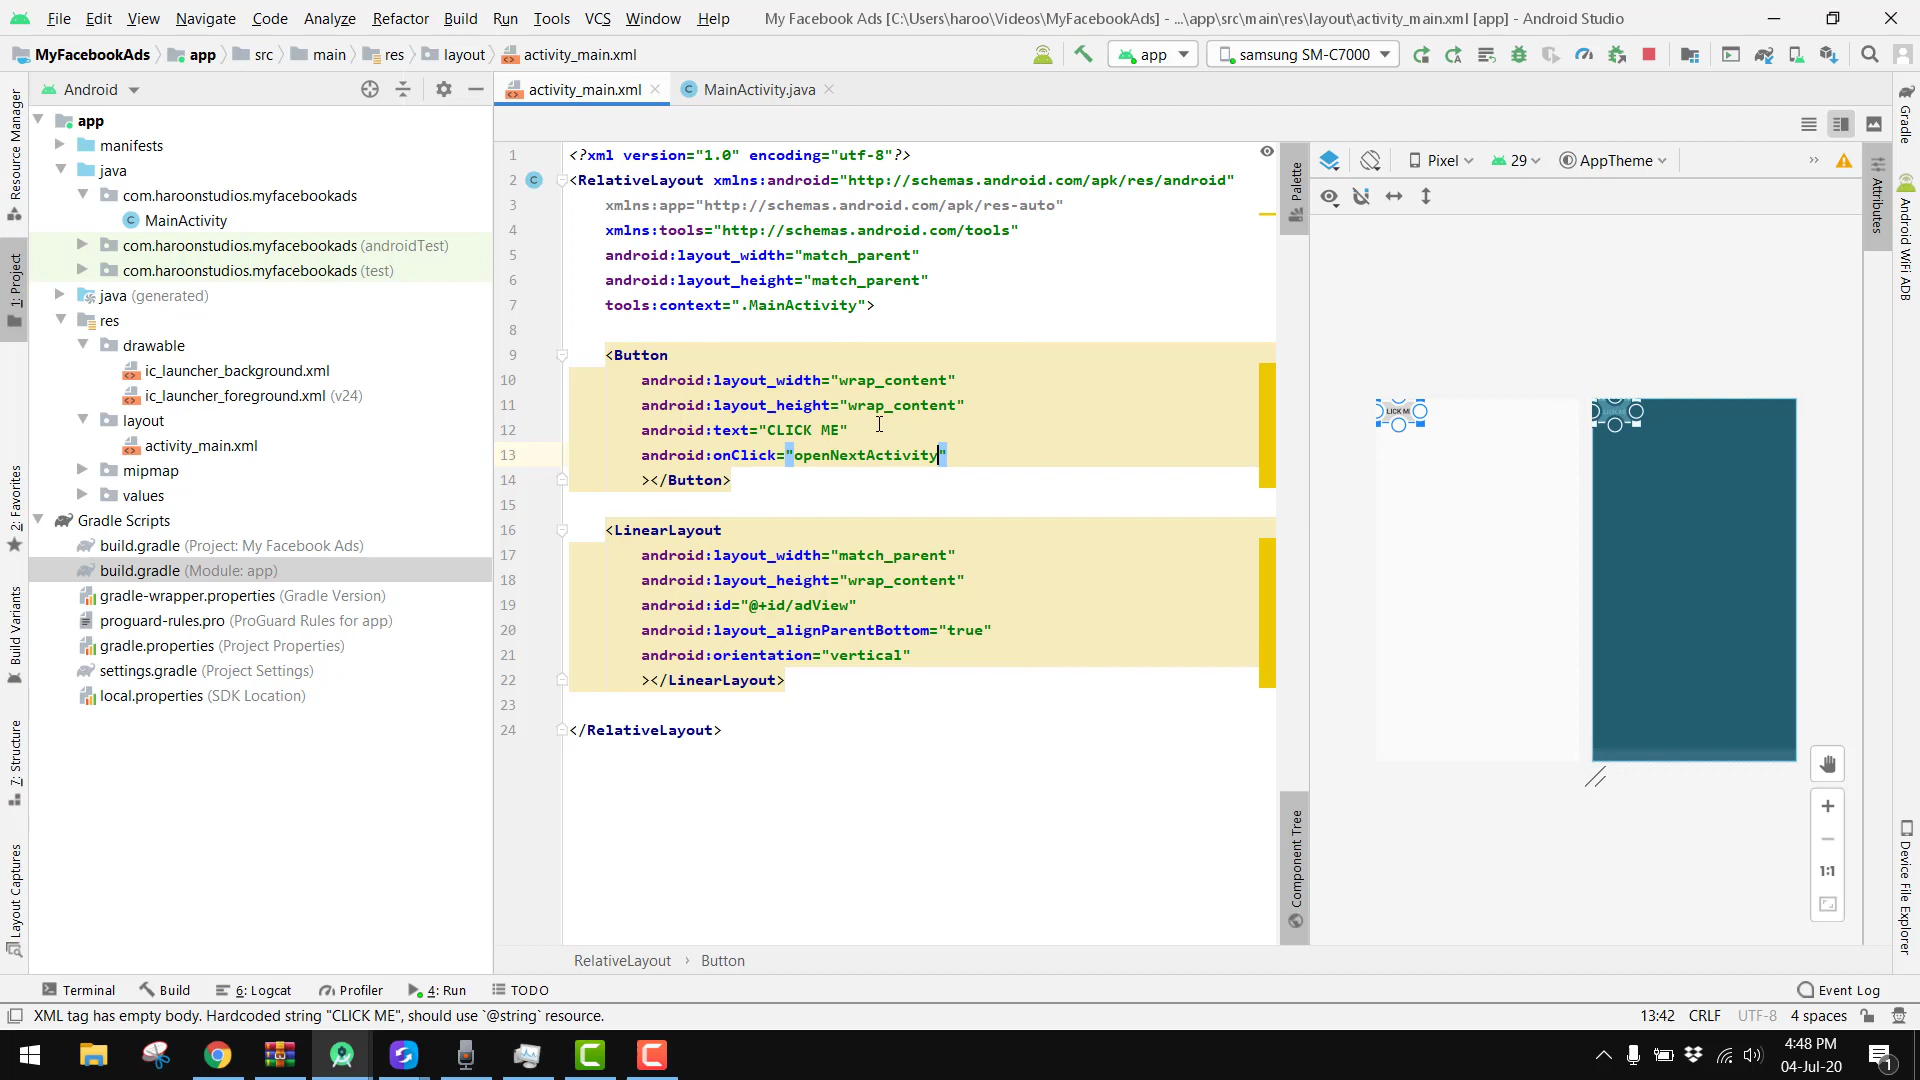 File Edit View Navigate Code Analyze Refactor Build Run Tools VCS Window Help My Facebook Ads [C:\Users\haroo\Videos\MyFacebookAds] - ...\app\src\main\res\layout\activity_main.xml [app] - Android Studio
MyFacebookAds app src main res layout activity_main.xml app samsung SM-C7000
Android activity_main.xml MainActivity.java
Resource Manager
1: Project
2: Favorites
Build Variants
7: Structure
Layout Captures
app
manifests
java
com.haroonstudios.myfacebookads
MainActivity
com.haroonstudios.myfacebookads (androidTest)
com.haroonstudios.myfacebookads (test)
java (generated)
res
drawable
ic_launcher_background.xml
ic_launcher_foreground.xml (v24)
layout
activity_main.xml
mipmap
values
Gradle Scripts
build.gradle (Project: My Facebook Ads)
build.gradle (Module: app)
gradle-wrapper.properties (Gradle Version)
proguard-rules.pro (ProGuard Rules for app)
gradle.properties (Project Properties)
settings.gradle (Project Settings)
local.properties (SDK Location)
1 <?xml version="1.0" encoding="utf-8"?>
2 <RelativeLayout xmlns:android="http://schemas.android.com/apk/res/android"
3 xmlns:app="http://schemas.android.com/apk/res-auto"
4 xmlns:tools="http://schemas.android.com/tools"
5 android:layout_width="match_parent"
6 android:layout_height="match_parent"
7 tools:context=".MainActivity">
8
9 <Button
10 android:layout_width="wrap_content"
11 android:layout_height="wrap_content"
12 android:text="CLICK ME"
13 android:onClick="openNextActivity"
14 ></Button>
15
16 <LinearLayout
17 android:layout_width="match_parent"
18 android:layout_height="wrap_content"
19 android:id="@+id/adView"
20 android:layout_alignParentBottom="true"
21 android:orientation="vertical"
22 ></LinearLayout>
23
24 </RelativeLayout>
RelativeLayout › Button
Palette
Component Tree
Pixel 29 AppTheme
LICK M
1:1
Attributes
Gradle
Android WiFi ADB
Device File Explorer
Terminal Build 6: Logcat Profiler 4: Run TODO Event Log
XML tag has empty body. Hardcoded string "CLICK ME", should use `@string` resource. 13:42 CRLF UTF-8 4 spaces
4:48 PM
04-Jul-20
1